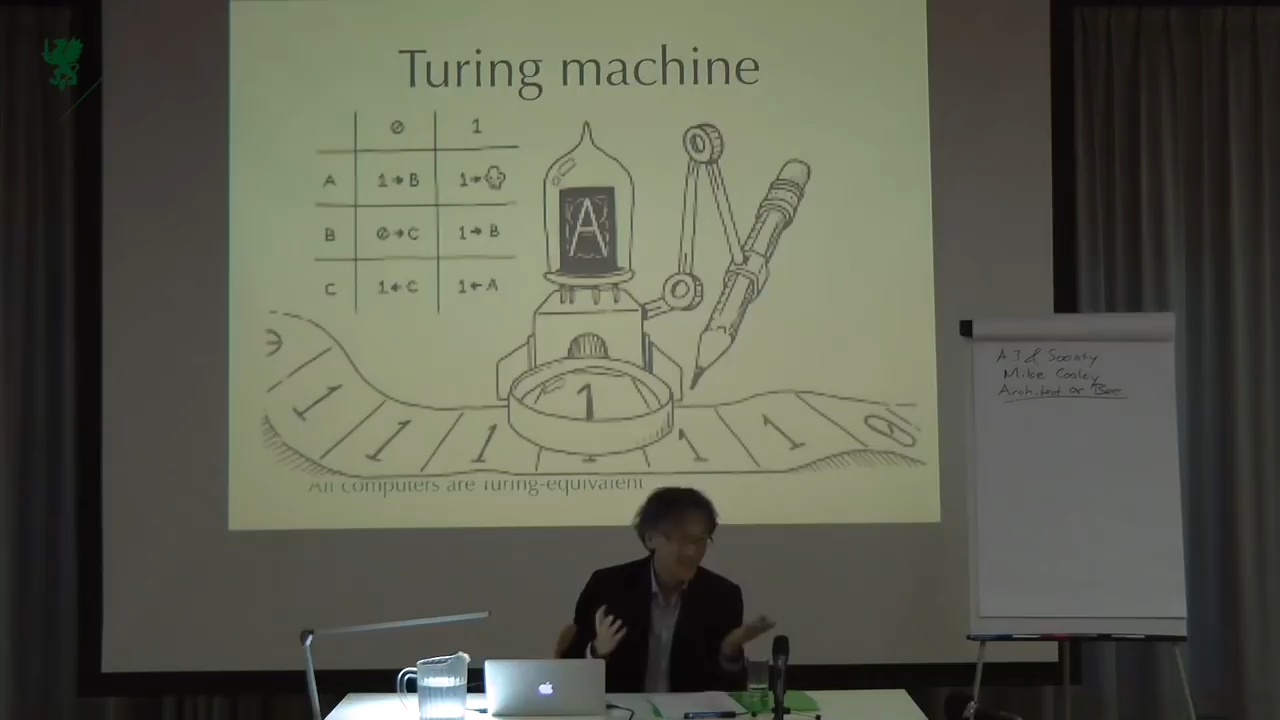 Turing machine
0 1
A 1→B 1→
B 0→C 1→B
C 1←C 1←A
A
1
1 1 1 1 1 0
All computers are Turing-equivalent
AI & Society
Mike Cooley
Architect or Bee